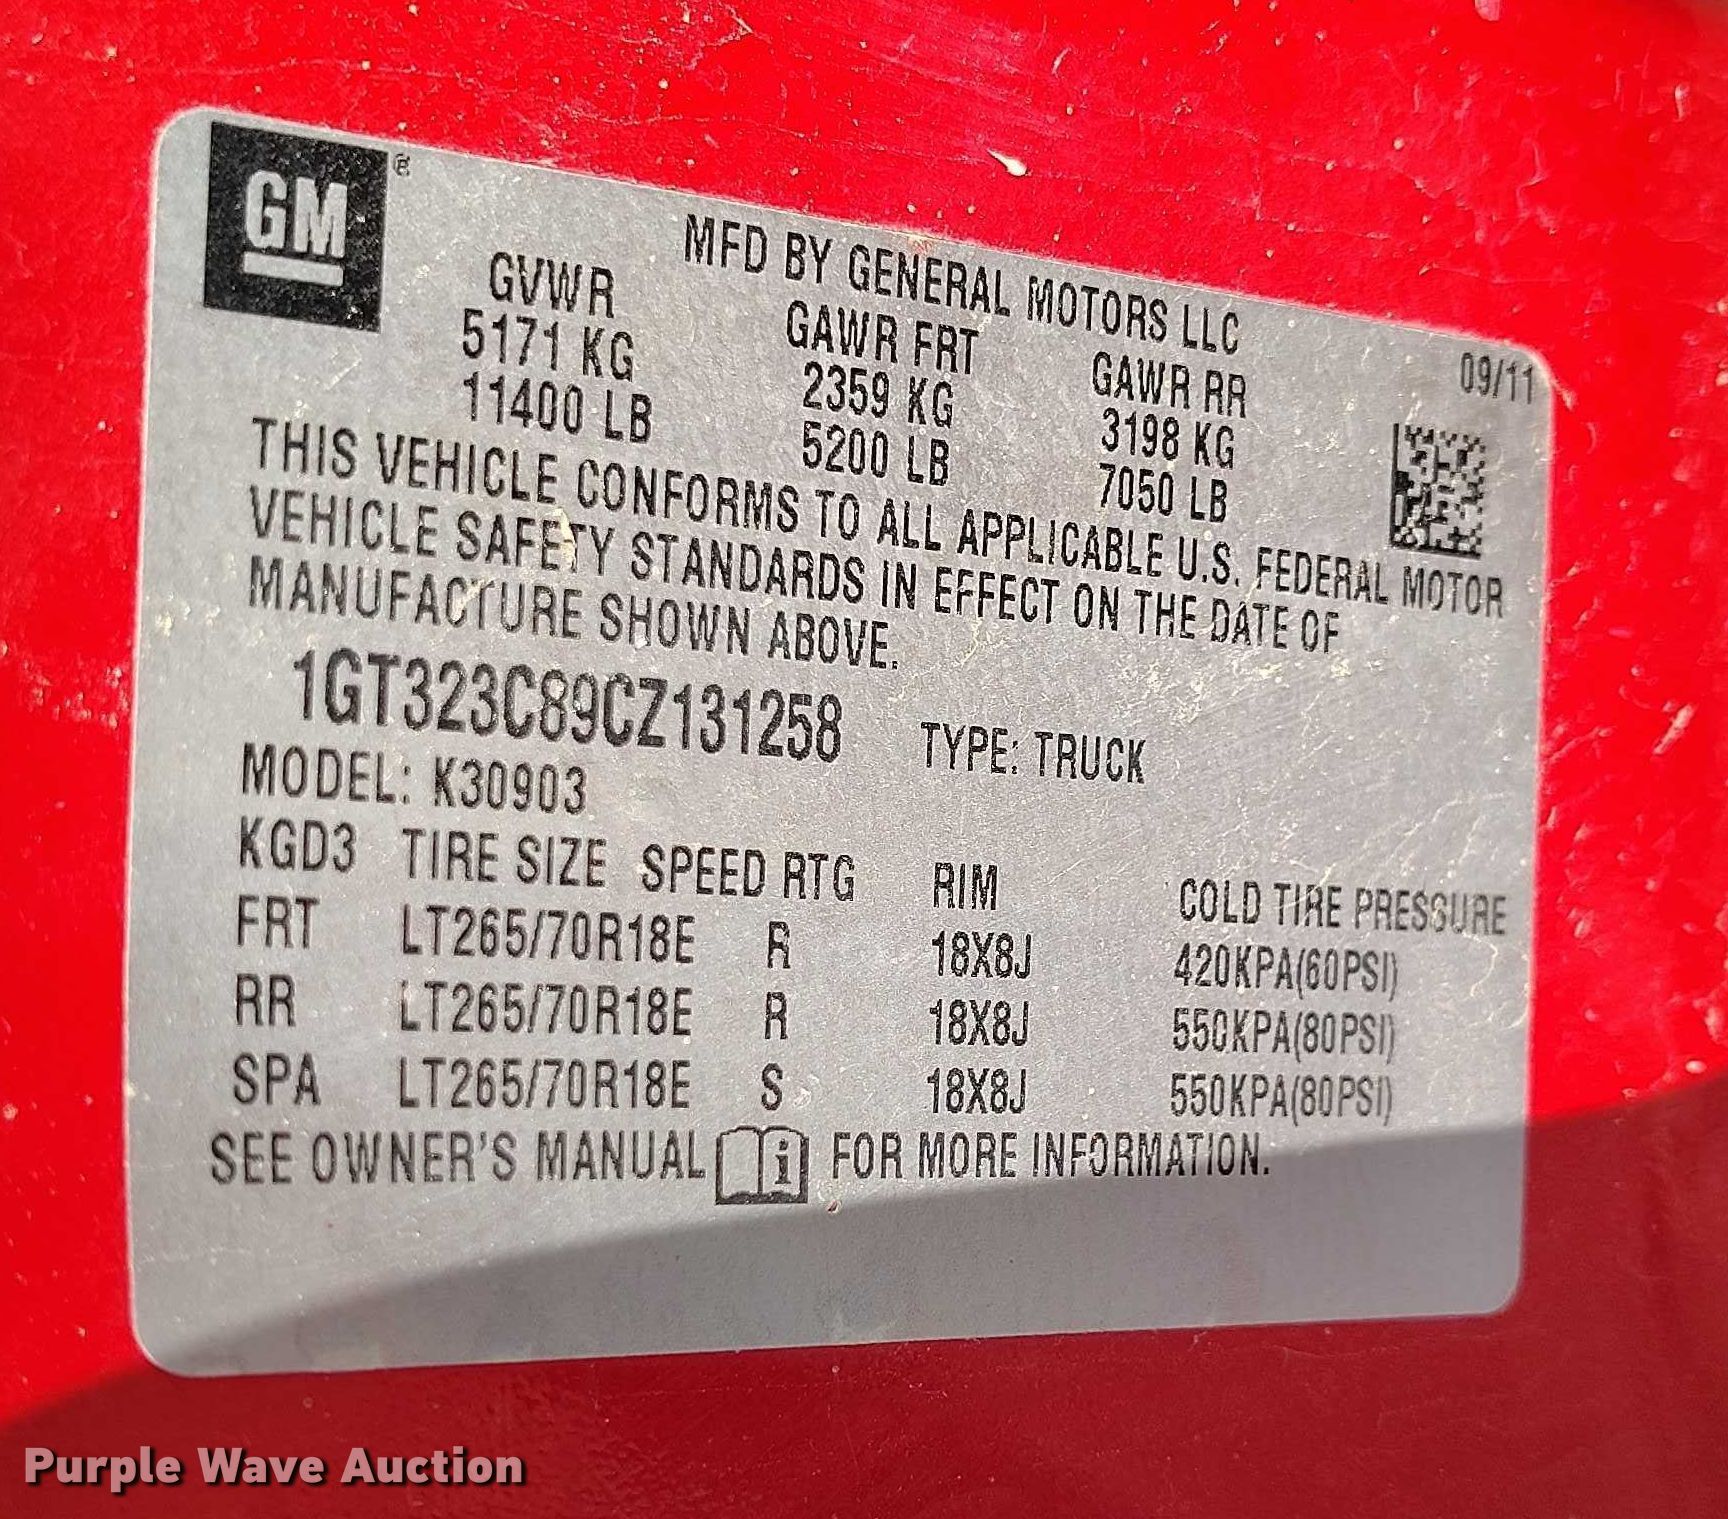 GM ®
MFD BY GENERAL MOTORS LLC
09/11
GVWR GAWR FRT GAWR RR
5171 KG 2359 KG 3198 KG
11400 LB 5200 LB 7050 LB
THIS VEHICLE CONFORMS TO ALL APPLICABLE U.S. FEDERAL MOTOR
VEHICLE SAFETY STANDARDS IN EFFECT ON THE DATE OF
MANUFACTURE SHOWN ABOVE.
1GT323C89CZ131258 TYPE: TRUCK
MODEL: K30903
KGD3 TIRE SIZE SPEED RTG RIM COLD TIRE PRESSURE
FRT LT265/70R18E R 18X8J 420KPA(60PSI)
RR LT265/70R18E R 18X8J 550KPA(80PSI)
SPA LT265/70R18E S 18X8J 550KPA(80PSI)
SEE OWNER'S MANUAL i FOR MORE INFORMATION.
Purple Wave Auction